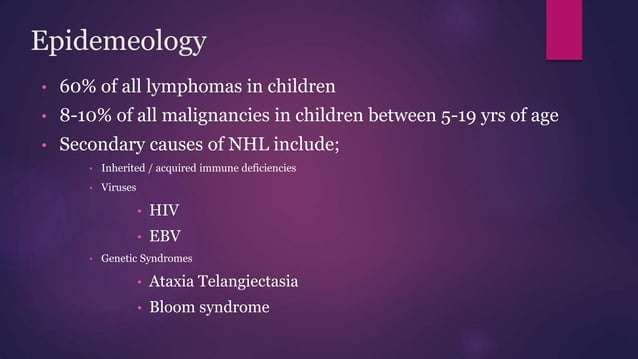 Epidemeology
• 60% of all lymphomas in children
• 8-10% of all malignancies in children between 5-19 yrs of age
• Secondary causes of NHL include;
• Inherited / acquired immune deficiencies
• Viruses
• HIV
• EBV
• Genetic Syndromes
• Ataxia Telangiectasia
• Bloom syndrome